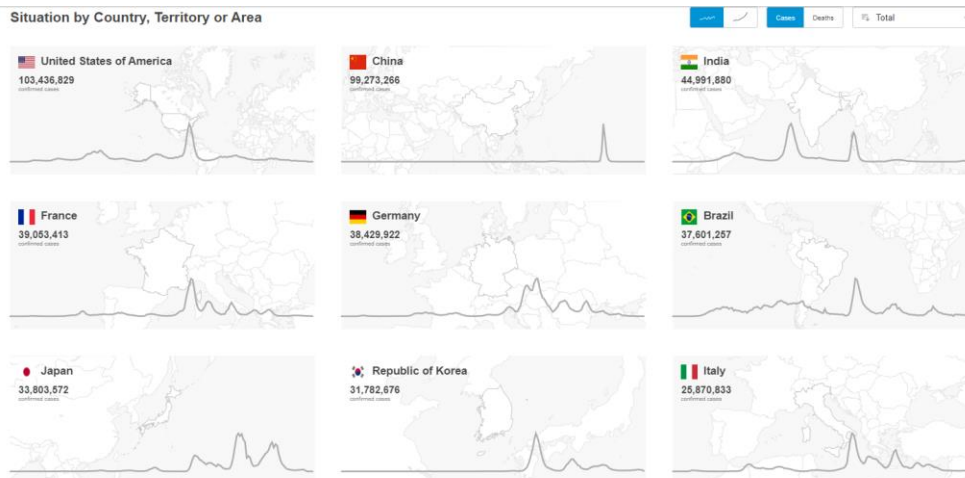 Situation by Country, Territory or Area
Cases Deaths Total
United States of America
103,436,829
confirmed cases
China
99,273,266
confirmed cases
India
44,991,880
confirmed cases
France
39,053,413
confirmed cases
Germany
38,429,922
confirmed cases
Brazil
37,601,257
confirmed cases
Japan
33,803,572
confirmed cases
Republic of Korea
31,782,676
confirmed cases
Italy
25,870,833
confirmed cases